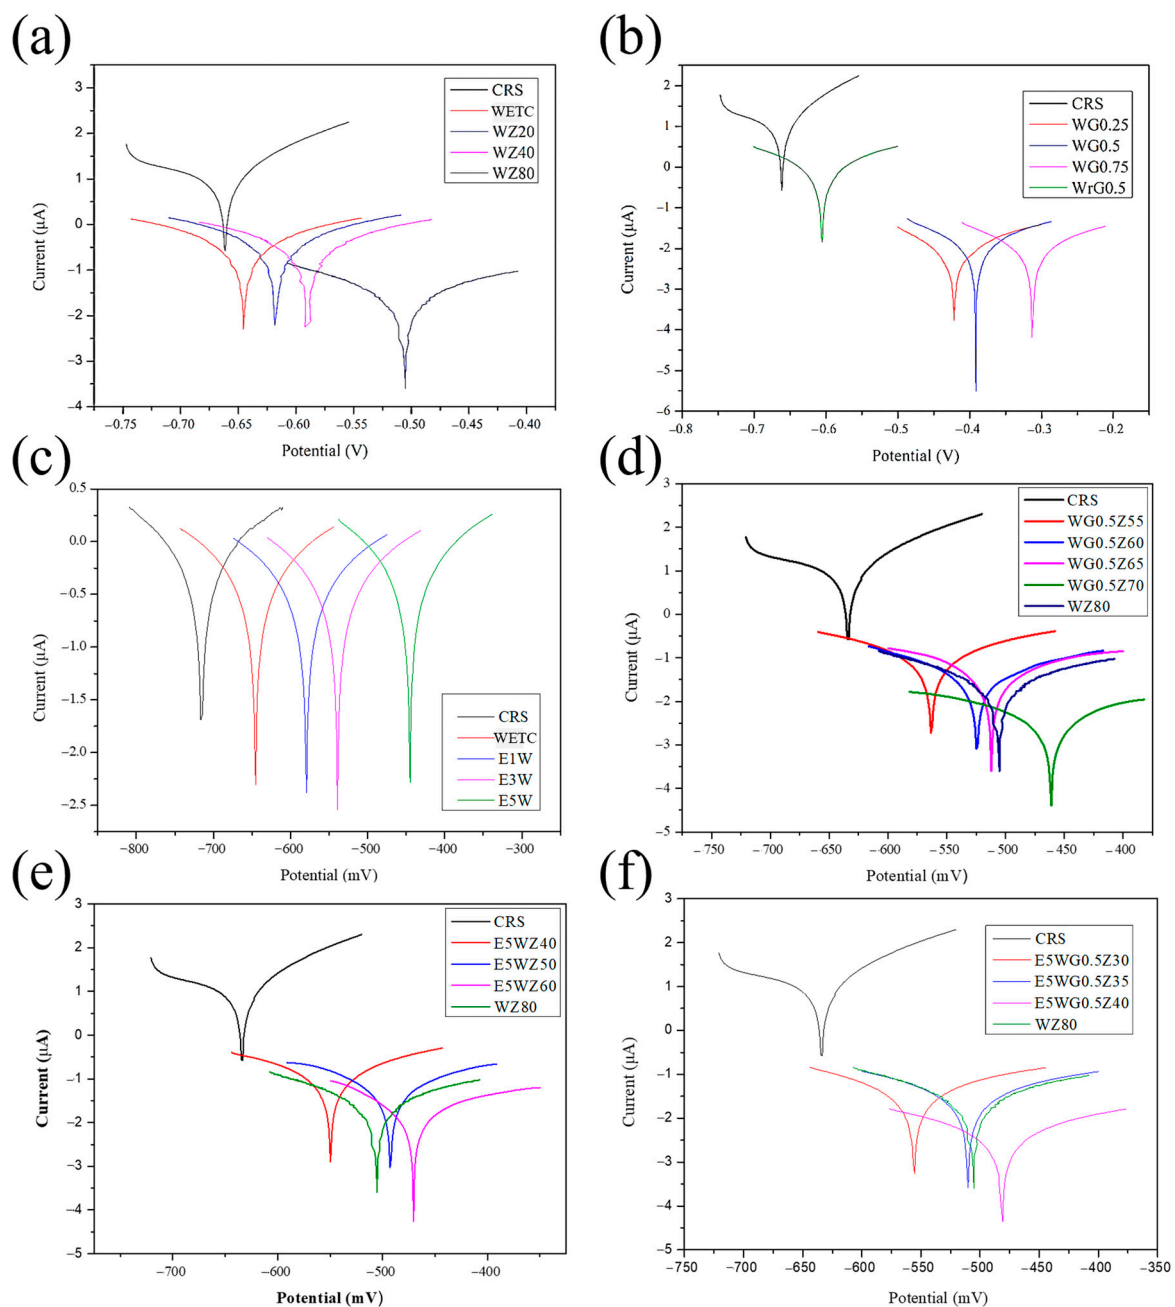 (a)
3
2
1
0
−1
−2
−3
−4
Current (μA)
−0.75
−0.70
−0.65
−0.60
−0.55
−0.50
−0.45
−0.40
Potential (V)
CRS
WETC
WZ20
WZ40
WZ80
(b)
2
1
0
−1
−2
−3
−4
−5
−6
Current (μA)
−0.8
−0.7
−0.6
−0.5
−0.4
−0.3
−0.2
Potential (V)
CRS
WG0.25
WG0.5
WG0.75
WrG0.5
(c)
0.5
0.0
−0.5
−1.0
−1.5
−2.0
−2.5
Current (μA)
−800
−700
−600
−500
−400
−300
Potential (mV)
CRS
WETC
E1W
E3W
E5W
(d)
3
2
1
0
−1
−2
−3
−4
−5
Current (μA)
−750
−700
−650
−600
−550
−500
−450
−400
Potential (mV)
CRS
WG0.5Z55
WG0.5Z60
WG0.5Z65
WG0.5Z70
WZ80
(e)
3
2
1
0
−1
−2
−3
−4
−5
Current (μA)
−700
−600
−500
−400
Potential (mV)
CRS
E5WZ40
E5WZ50
E5WZ60
WZ80
(f)
3
2
1
0
−1
−2
−3
−4
−5
Current (μA)
−750
−700
−650
−600
−550
−500
−450
−400
−350
Potential (mV)
CRS
E5WG0.5Z30
E5WG0.5Z35
E5WG0.5Z40
WZ80